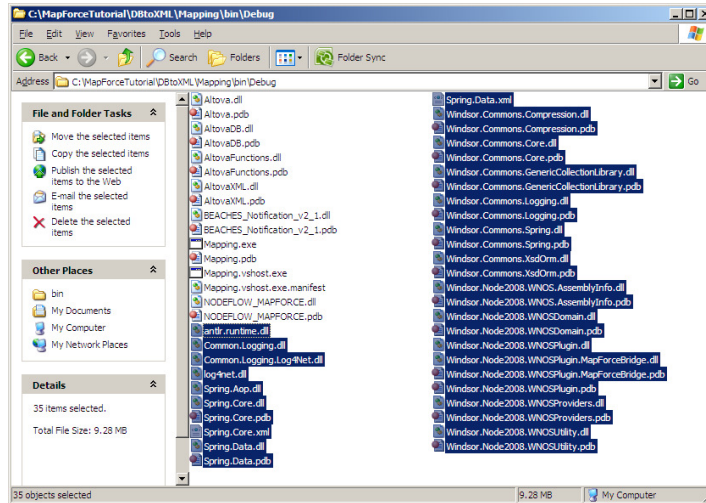 C:\MapForceTutorial\DBtoXML\Mapping\bin\Debug
File Edit View Favorites Tools Help
Back Search Folders Folder Sync
Address C:\MapForceTutorial\DBtoXML\Mapping\bin\Debug Go
File and Folder Tasks
Move the selected items
Copy the selected items
Publish the selected
items to the Web
E-mail the selected
items
Delete the selected
items
Other Places
bin
My Documents
My Computer
My Network Places
Details
35 items selected.
Total File Size: 9.28 MB
Altova.dll
Altova.pdb
AltovaDB.dll
AltovaDB.pdb
AltovaFunctions.dll
AltovaFunctions.pdb
AltovaXML.dll
AltovaXML.pdb
BEACHES_Notification_v2_1.dll
BEACHES_Notification_v2_1.pdb
Mapping.exe
Mapping.pdb
Mapping.vshost.exe
Mapping.vshost.exe.manifest
NODEFLOW_MAPFORCE.dll
NODEFLOW_MAPFORCE.pdb
antlr.runtime.dll
Common.Logging.dll
Common.Logging.Log4Net.dll
log4net.dll
Spring.Aop.dll
Spring.Core.dll
Spring.Core.pdb
Spring.Core.xml
Spring.Data.dll
Spring.Data.pdb
Spring.Data.xml
Windsor.Commons.Compression.dll
Windsor.Commons.Compression.pdb
Windsor.Commons.Core.dll
Windsor.Commons.Core.pdb
Windsor.Commons.GenericCollectionLibrary.dll
Windsor.Commons.GenericCollectionLibrary.pdb
Windsor.Commons.Logging.dll
Windsor.Commons.Logging.pdb
Windsor.Commons.Spring.dll
Windsor.Commons.Spring.pdb
Windsor.Commons.XsdOrm.dll
Windsor.Commons.XsdOrm.pdb
Windsor.Node2008.WNOS.AssemblyInfo.dll
Windsor.Node2008.WNOS.AssemblyInfo.pdb
Windsor.Node2008.WNOSDomain.dll
Windsor.Node2008.WNOSDomain.pdb
Windsor.Node2008.WNOSPlugin.dll
Windsor.Node2008.WNOSPlugin.MapForceBridge.dll
Windsor.Node2008.WNOSPlugin.MapForceBridge.pdb
Windsor.Node2008.WNOSPlugin.pdb
Windsor.Node2008.WNOSProviders.dll
Windsor.Node2008.WNOSProviders.pdb
Windsor.Node2008.WNOSUtility.dll
Windsor.Node2008.WNOSUtility.pdb
35 objects selected 9.28 MB My Computer